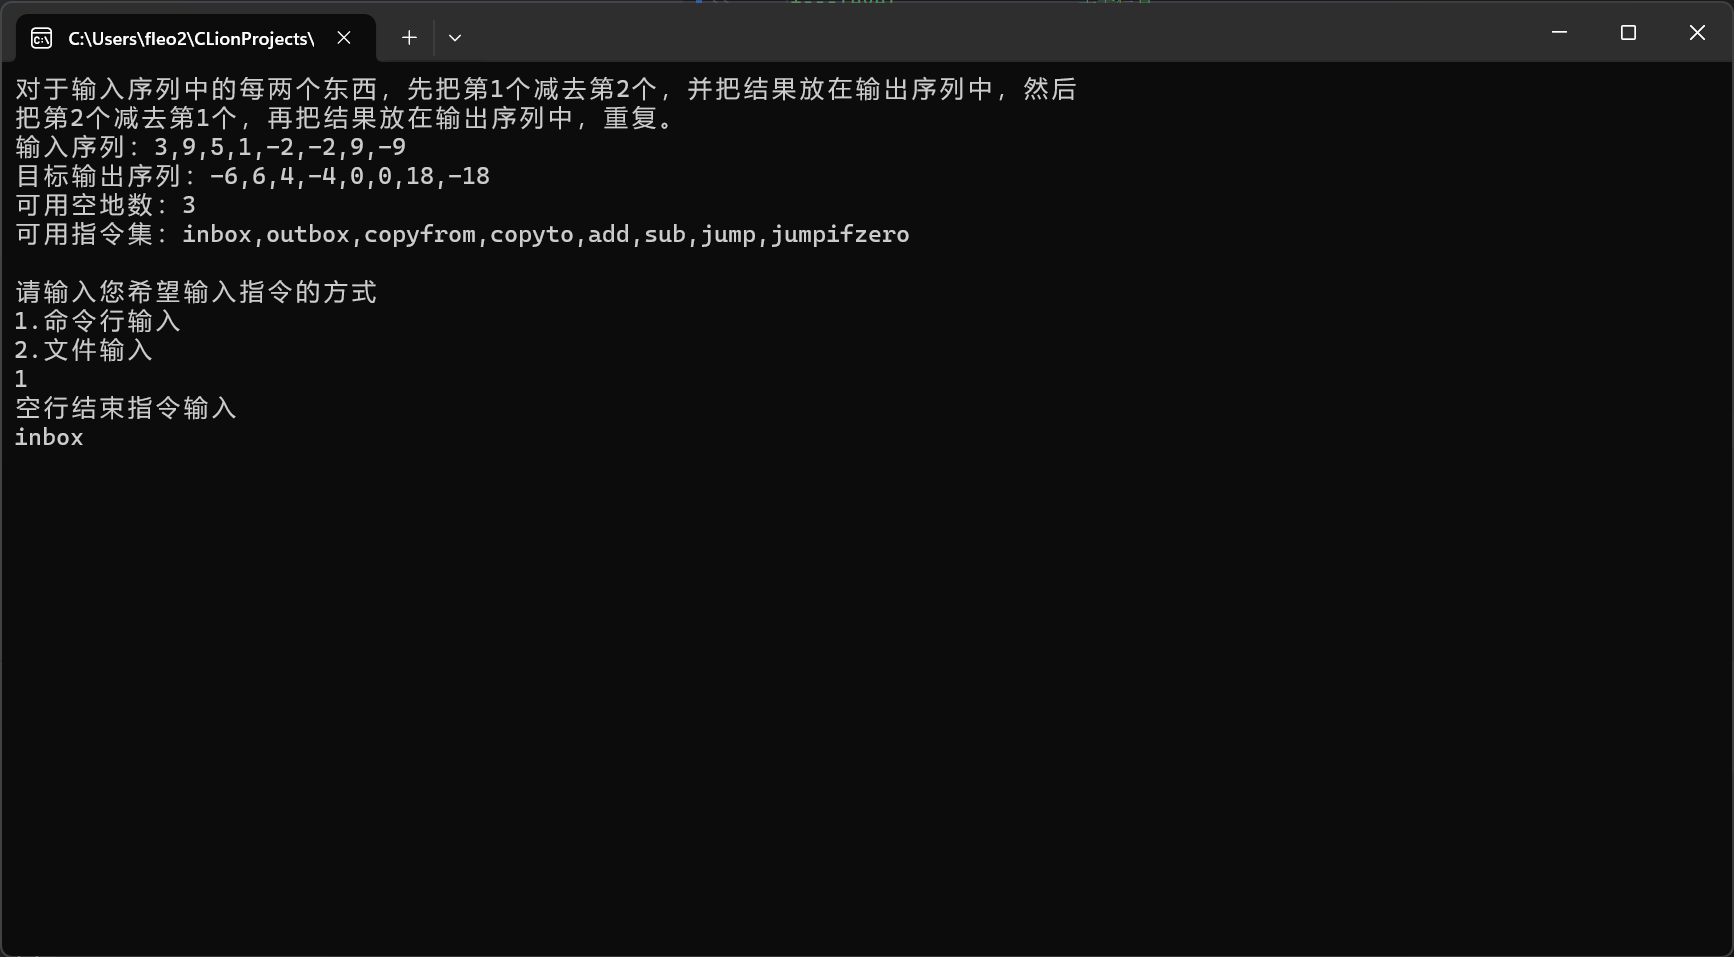 C:\Users\fleo2\CLionProjects\
对于输入序列中的每两个东西，先把第1个减去第2个，并把结果放在输出序列中，然后
把第2个减去第1个，再把结果放在输出序列中，重复。
输入序列：3,9,5,1,-2,-2,9,-9
目标输出序列：-6,6,4,-4,0,0,18,-18
可用空地数：3
可用指令集：inbox,outbox,copyfrom,copyto,add,sub,jump,jumpifzero
请输入您希望输入指令的方式
1.命令行输入
2.文件输入
1
空行结束指令输入
inbox